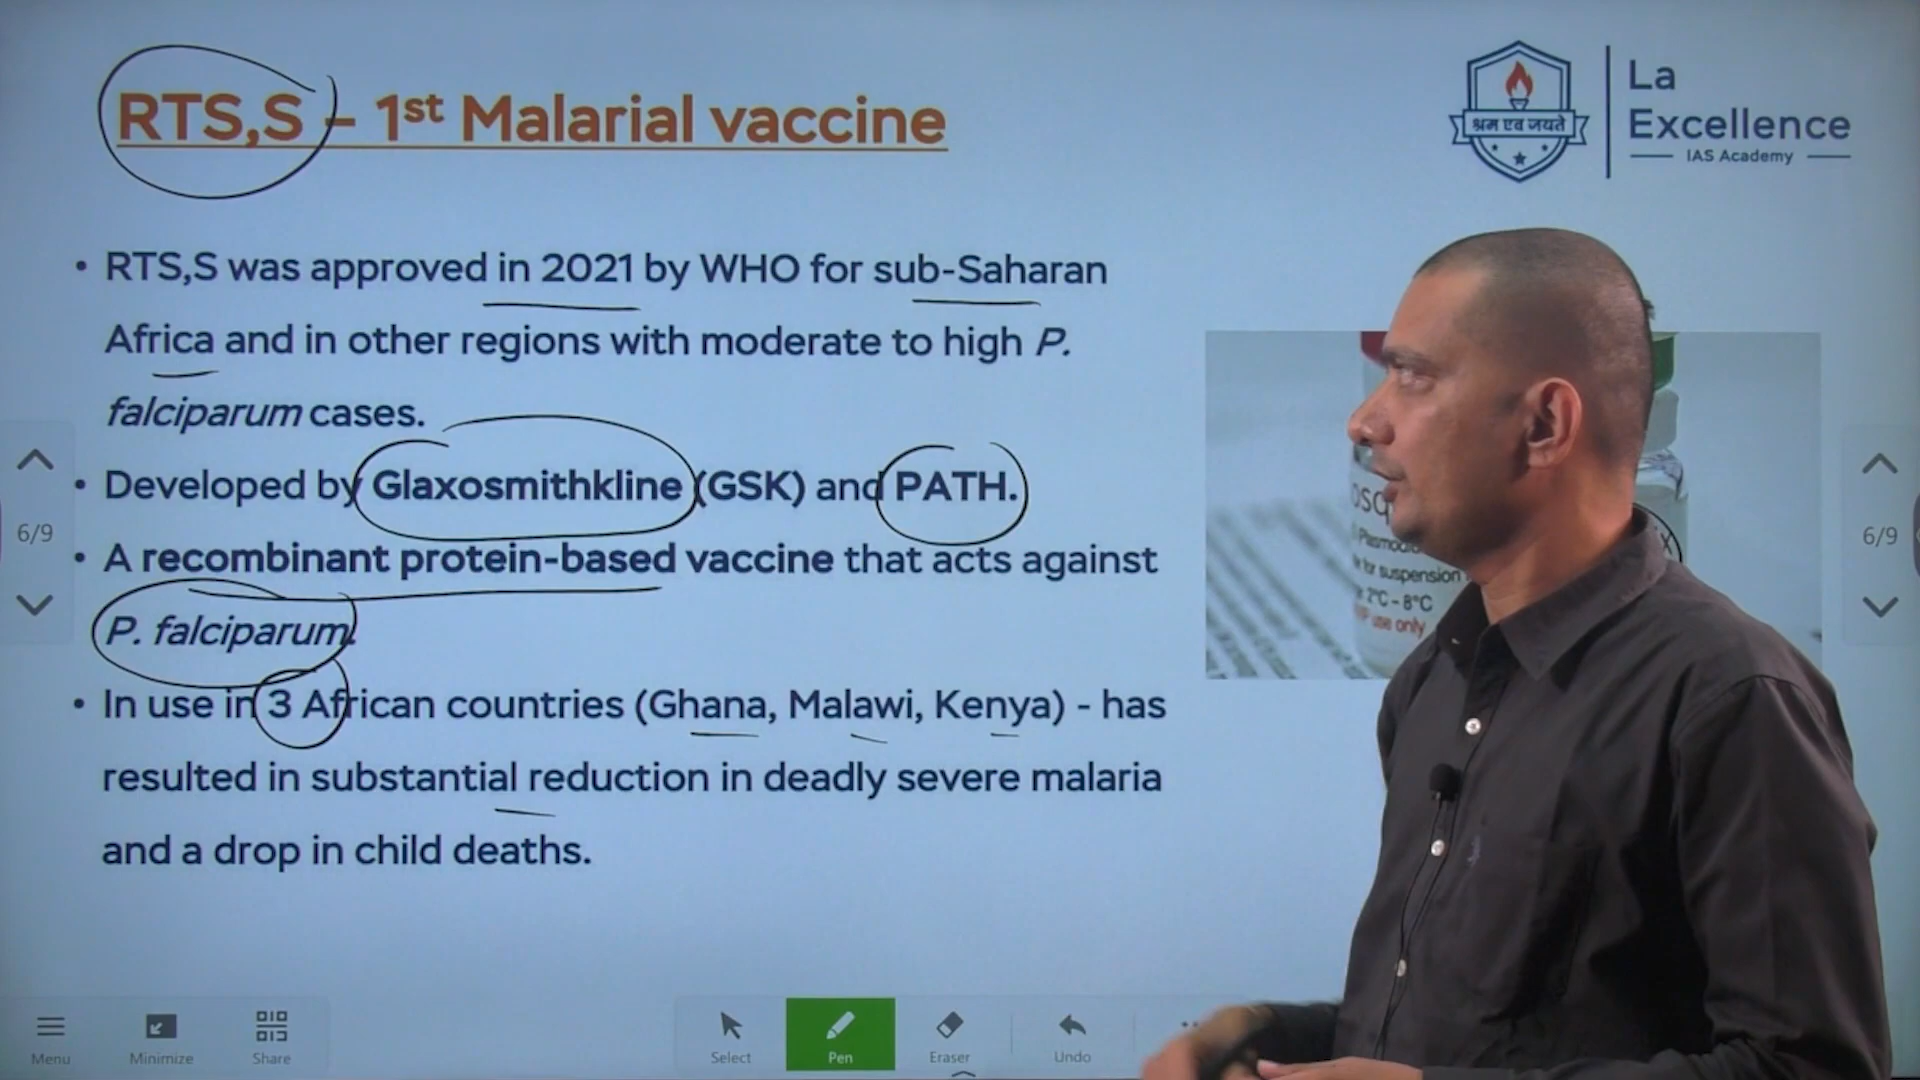 RTS,S – 1st Malarial vaccine
La
Excellence
IAS Academy
श्रम एव जयते
• RTS,S was approved in 2021 by WHO for sub-Saharan
Africa and in other regions with moderate to high P.
falciparum cases.
• Developed by Glaxosmithkline (GSK) and PATH.
• A recombinant protein-based vaccine that acts against
P. falciparum.
• In use in 3 African countries (Ghana, Malawi, Kenya) - has
resulted in substantial reduction in deadly severe malaria
and a drop in child deaths.
for suspension
2°C - 8°C
use only
6/9
6/9
Menu
Minimize
Share
Select
Pen
Eraser
Undo